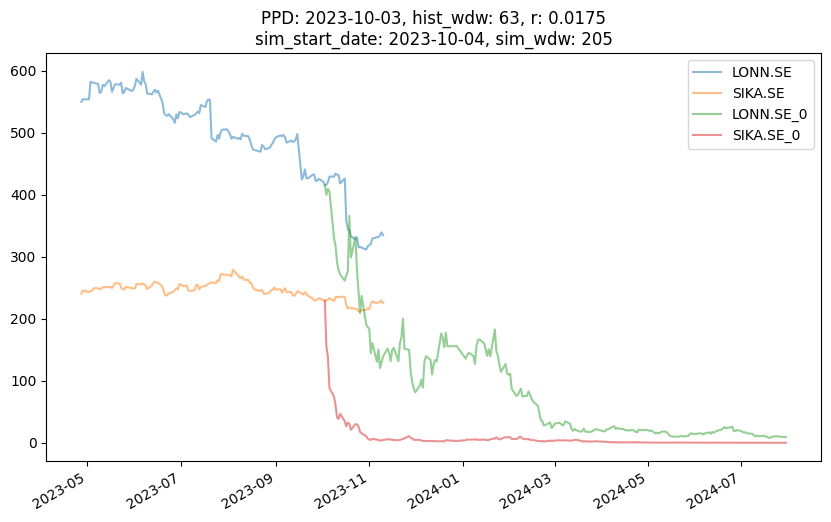 PPD: 2023-10-03, hist_wdw: 63, r: 0.0175
sim_start_date: 2023-10-04, sim_wdw: 205
LONN.SE
SIKA.SE
LONN.SE_0
SIKA.SE_0
600
500
400
300
200
100
0
2023-05
2023-07
2023-09
2023-11
2024-01
2024-03
2024-05
2024-07